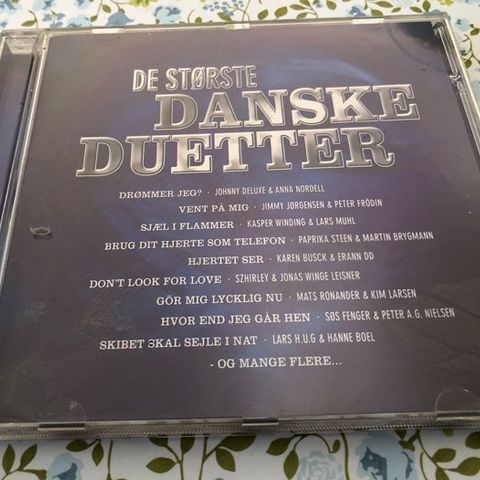 DE STØRSTE
DANSKE
DUETTER
DRØMMER JEG? · JOHNNY DELUXE & ANNA NORDELL
VENT PÅ MIG · JIMMY JØRGENSEN & PETER FRÖDIN
SJÆL I FLAMMER · KASPER WINDING & LARS MUHL
BRUG DIT HJERTE SOM TELEFON · PAPRIKA STEEN & MARTIN BRYGMANN
HJERTET SER · KAREN BUSCK & ERANN DD
DON'T LOOK FOR LOVE · SZHIRLEY & JONAS WINGE LEISNER
GÖR MIG LYCKLIG NU · MATS RONANDER & KIM LARSEN
HVOR END JEG GÅR HEN · SØS FENGER & PETER A.G. NIELSEN
SKIBET SKAL SEJLE I NAT · LARS H.U.G & HANNE BOEL
- OG MANGE FLERE...